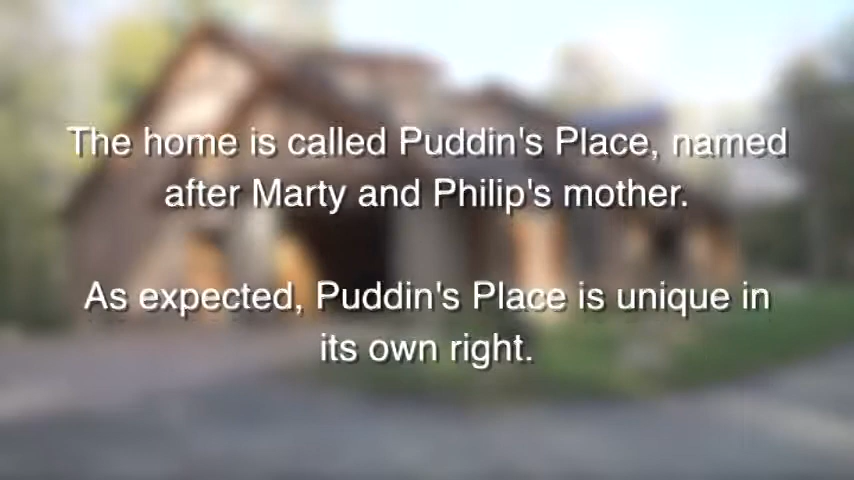 The home is called Puddin's Place, named
after Marty and Philip's mother.
As expected, Puddin's Place is unique in
its own right.